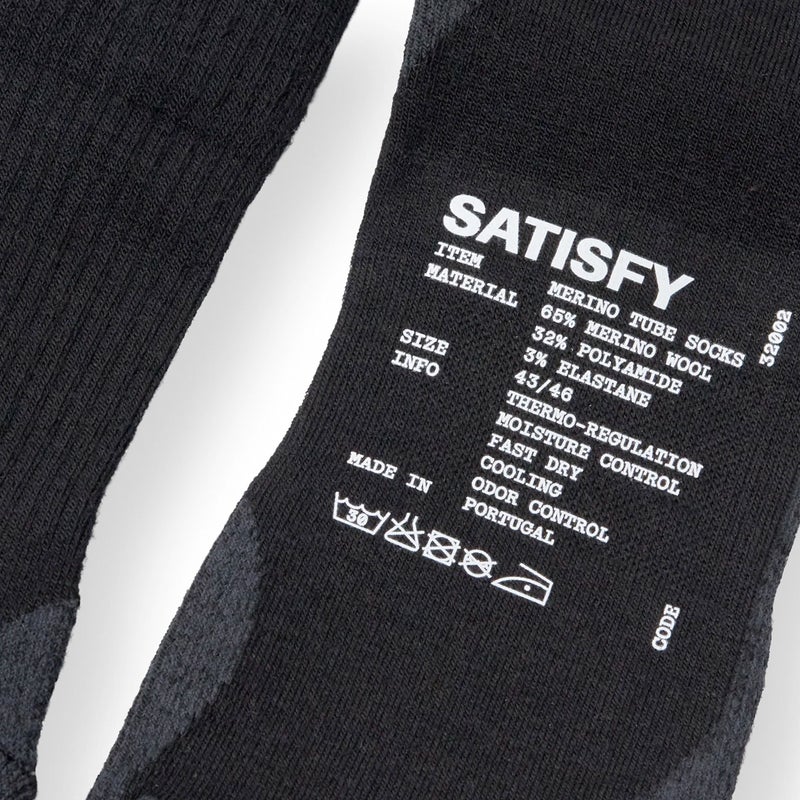 SATISFY
ITEM MERINO TUBE SOCKS
MATERIAL 65% MERINO WOOL
32% POLYAMIDE
3% ELASTANE
SIZE 43/46
INFO THERMO-REGULATION
MOISTURE CONTROL
FAST DRY
COOLING
ODOR CONTROL
MADE IN PORTUGAL
30
CODE 32002